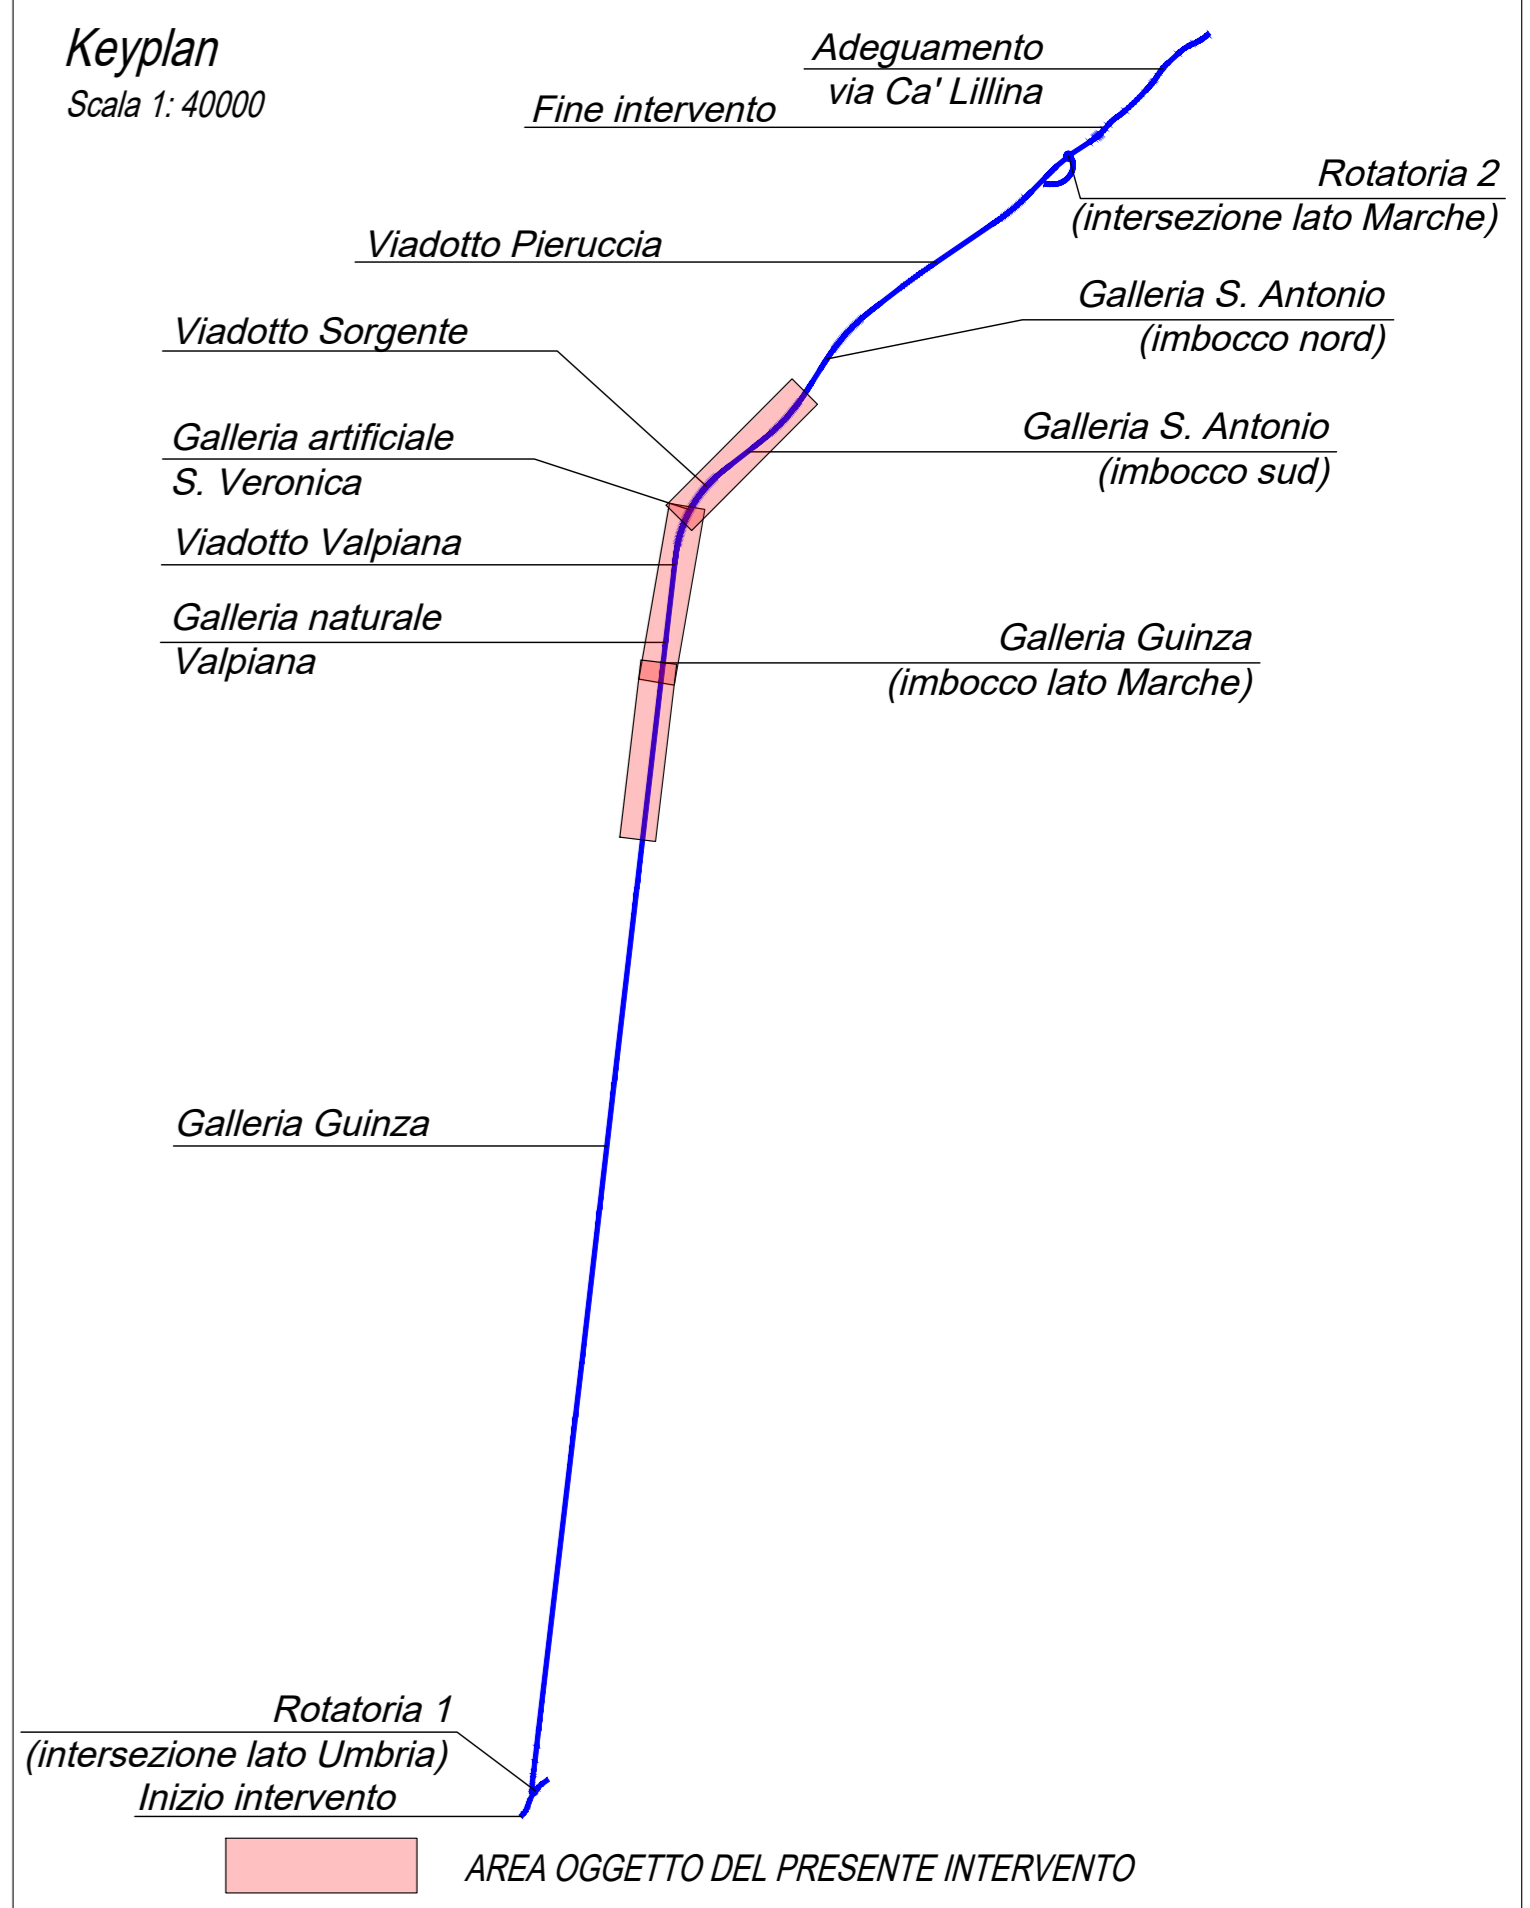 Keyplan
Scala 1: 40000
Adeguamento
via Ca' Lillina
Fine intervento
Rotatoria 2
(intersezione lato Marche)
Viadotto Pieruccia
Galleria S. Antonio
(imbocco nord)
Viadotto Sorgente
Galleria S. Antonio
(imbocco sud)
Galleria artificiale
S. Veronica
Viadotto Valpiana
Galleria naturale
Valpiana
Galleria Guinza
(imbocco lato Marche)
Galleria Guinza
Rotatoria 1
(intersezione lato Umbria)
Inizio intervento
AREA OGGETTO DEL PRESENTE INTERVENTO